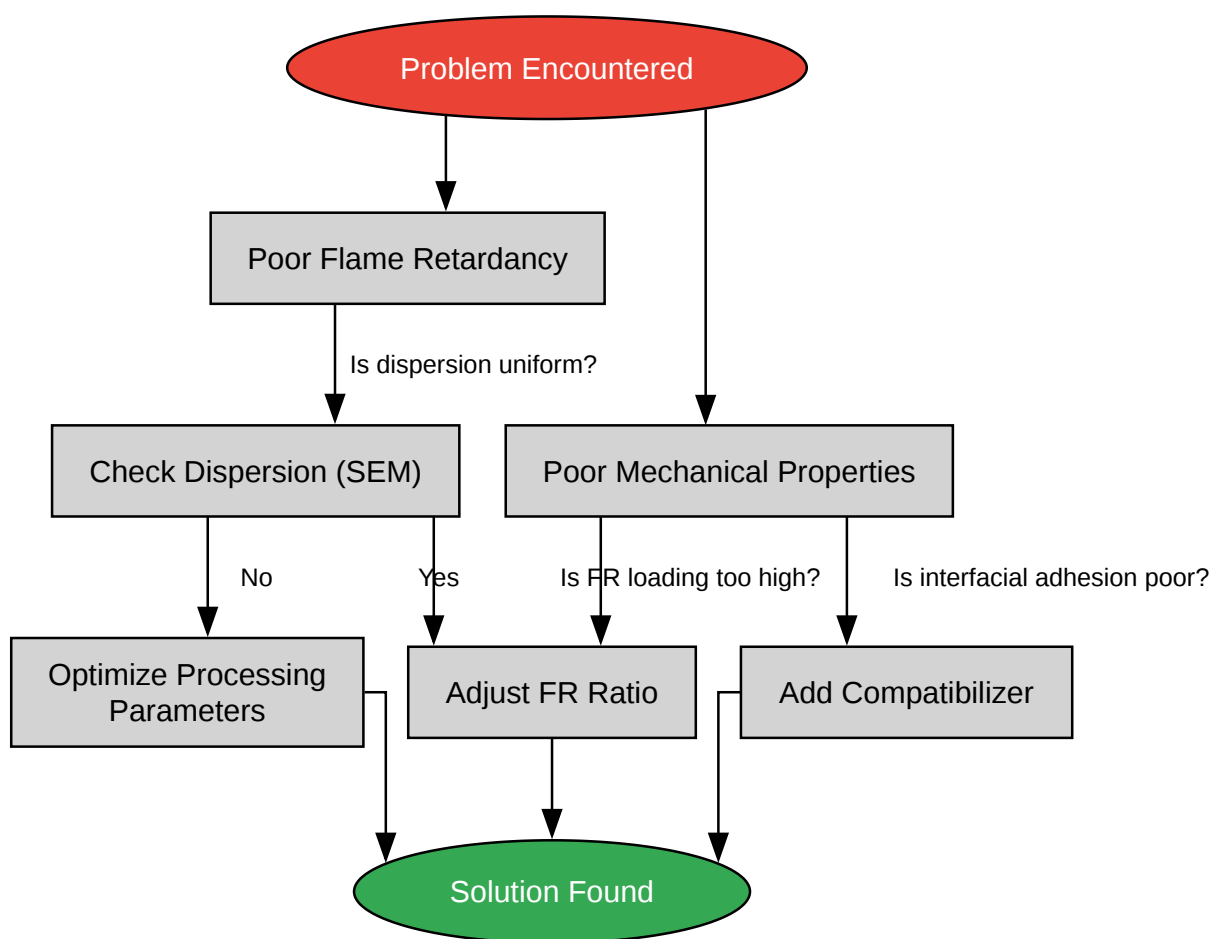 Problem Encountered
Poor Flame Retardancy
Is dispersion uniform?
Check Dispersion (SEM)
Poor Mechanical Properties
No
Yes
Is FR loading too high?
Is interfacial adhesion poor?
Optimize Processing
Parameters
Adjust FR Ratio
Add Compatibilizer
Solution Found